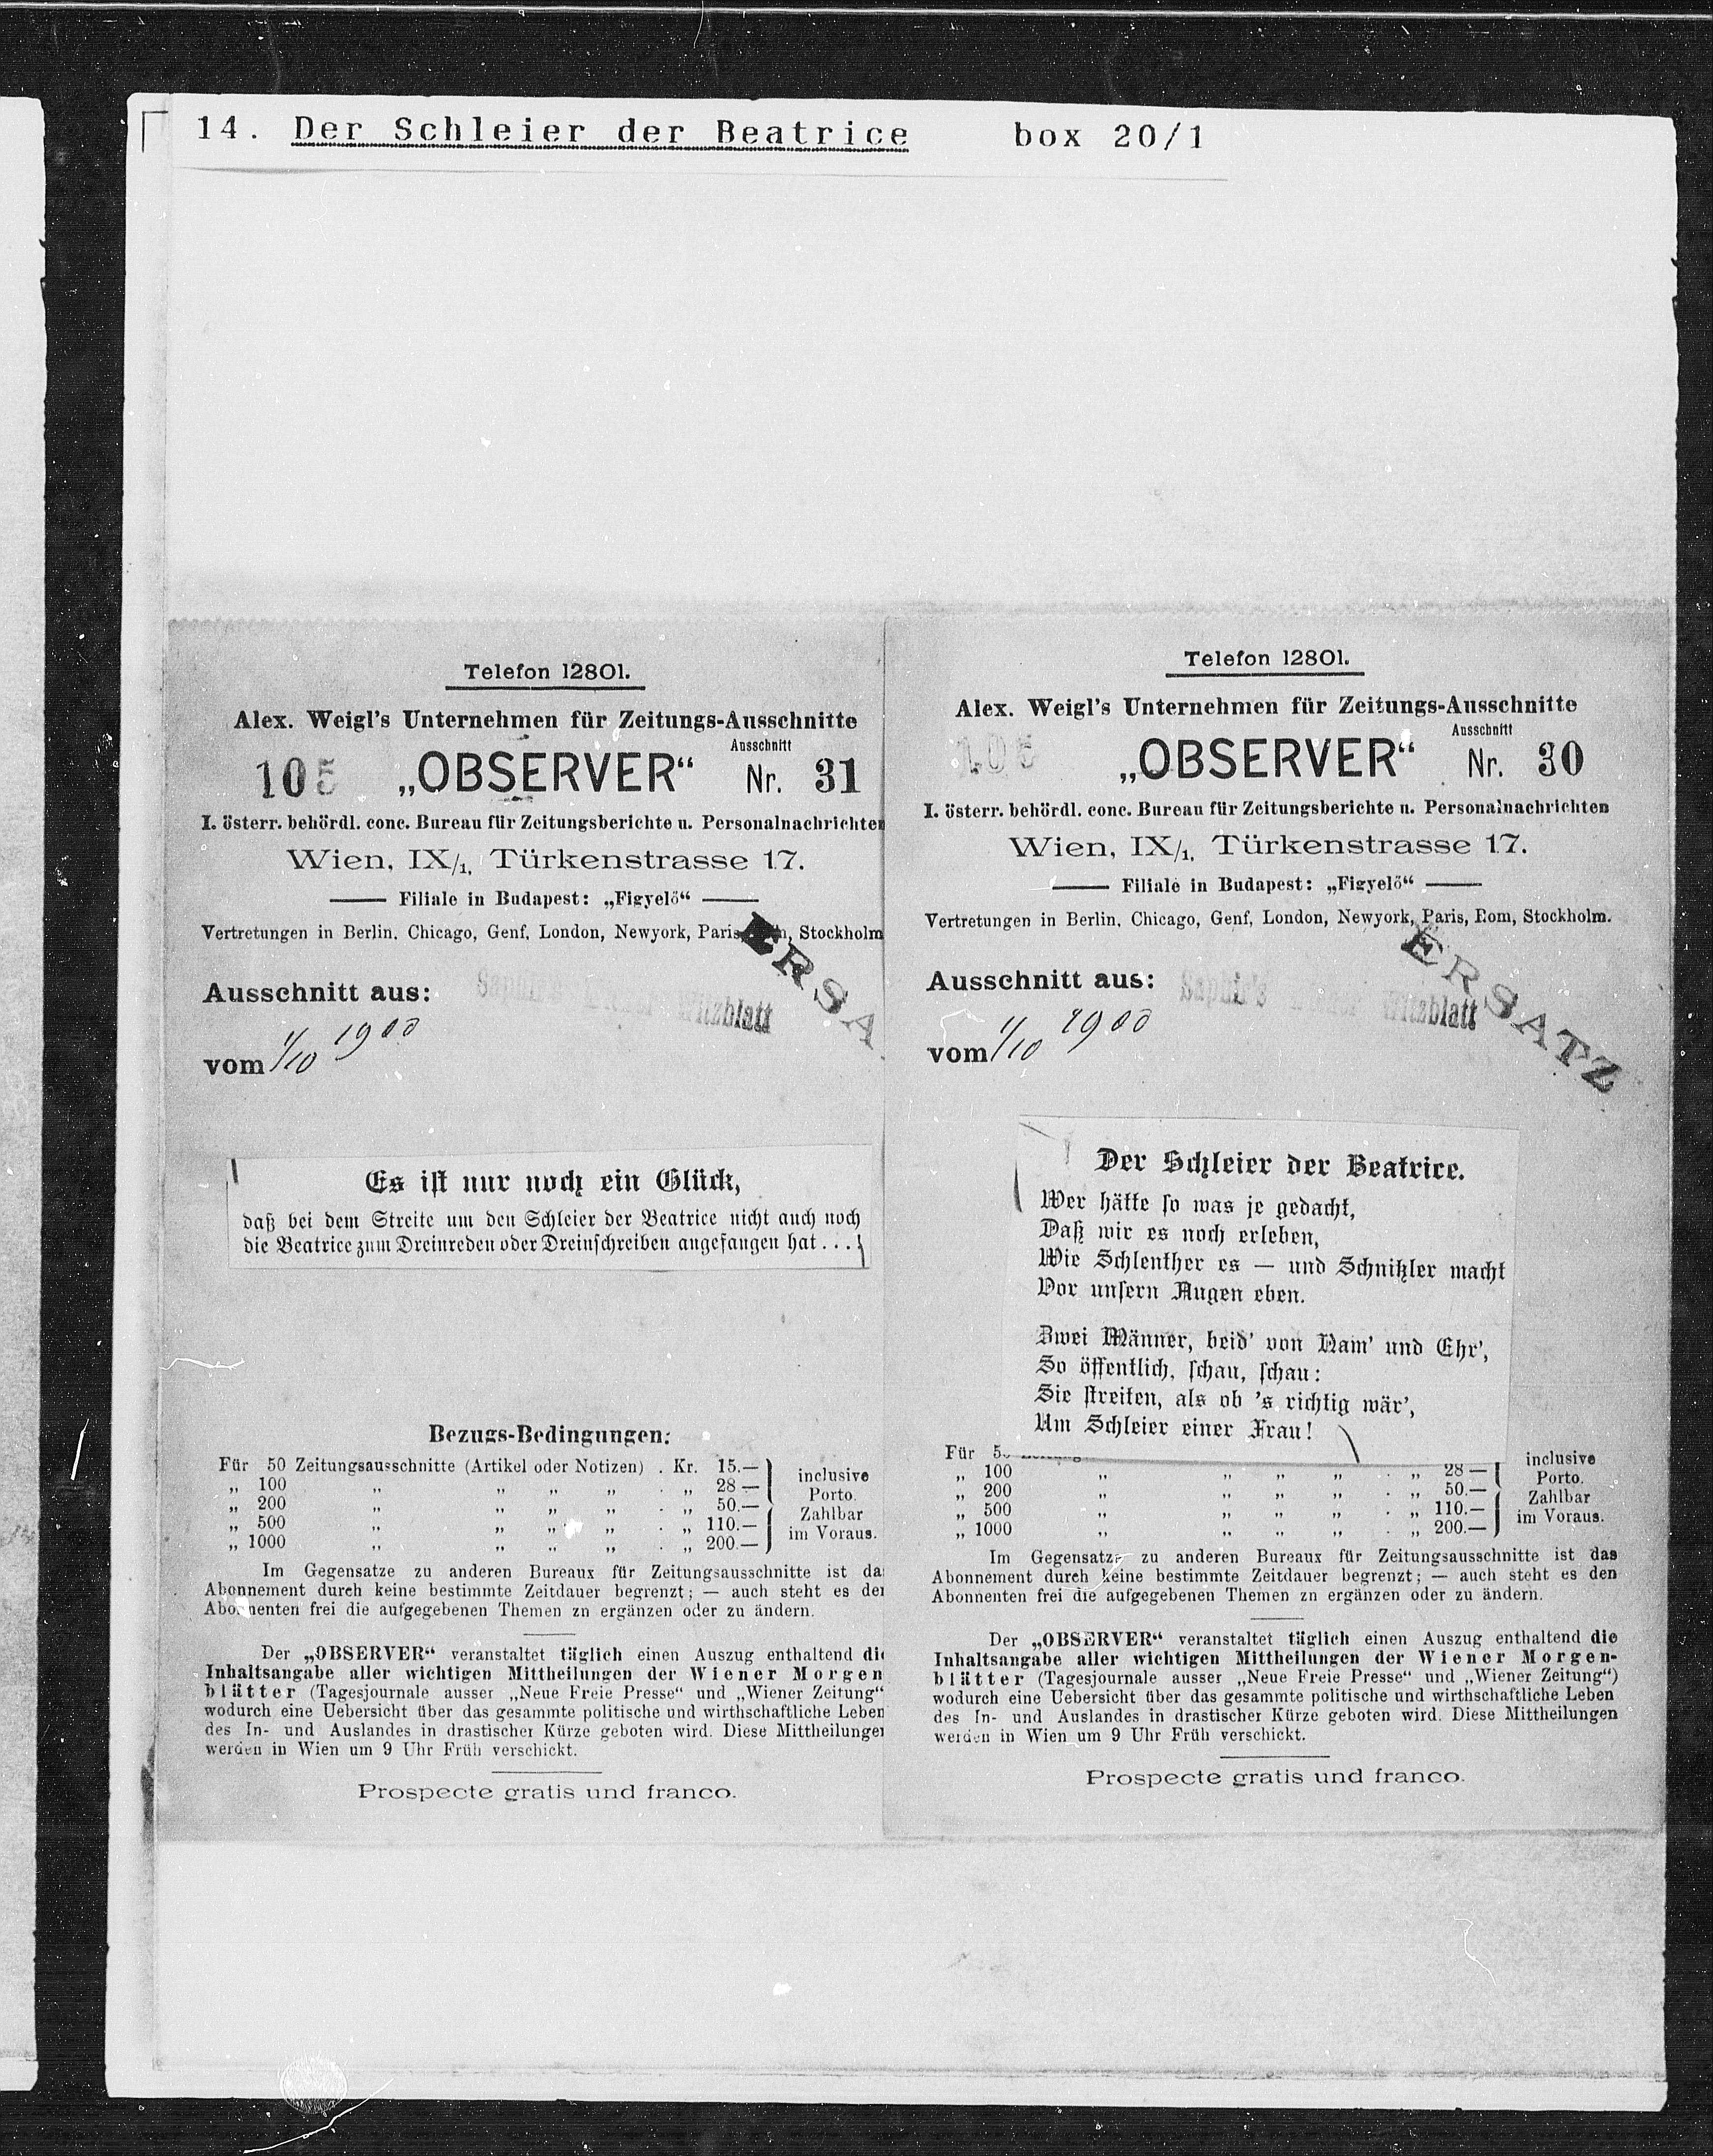 14. Der Schleier der Beatrice box 20/1
Telefon 12801.
Alex. Weigl's Unternehmen für Zeitungs-Ausschnitte
105 „OBSERVER“ Ausschnitt Nr. 31
I. österr. behördl. conc. Bureau für Zeitungsberichte u. Personalnachrichten
Wien, IX/1, Türkenstrasse 17.
Filiale in Budapest: „Figyelő“
Vertretungen in Berlin, Chicago, Genf, London, Newyork, Paris, Stockholm
ERSA
Ausschnitt aus: Wiener Witzblatt
vom 1/10 1900
Es ist nur noch ein Glück,
daß bei dem Streite um den Schleier der Beatrice nicht auch noch
die Beatrice zum Dreinreden oder Dreinschreiben angefangen hat . . .
Bezugs-Bedingungen:
Für 50 Zeitungsausschnitte (Artikel oder Notizen) . Kr. 15.—
„ 100 „ „ „ „ . „ 28 —
„ 200 „ „ „ „ . „ 50.—
„ 500 „ „ „ „ . „ 110.—
„ 1000 „ „ „ „ . „ 200.—
inclusive
Porto.
Zahlbar
im Voraus.
Im Gegensatze zu anderen Bureaux für Zeitungsausschnitte ist da
Abonnement durch keine bestimmte Zeitdauer begrenzt; — auch steht es de
Abonnenten frei die aufgegebenen Themen zn ergänzen oder zu ändern.
Der „OBSERVER“ veranstaltet täglich einen Auszug enthaltend die
Inhaltsangabe aller wichtigen Mittheilungen der Wiener Morgen
blätter (Tagesjournale ausser „Neue Freie Presse“ und „Wiener Zeitung“
wodurch eine Uebersicht über das gesammte politische und wirthschaftliche Leben
des In- und Auslandes in drastischer Kürze geboten wird. Diese Mittheilunge
werden in Wien um 9 Uhr Früh verschickt.
Prospecte gratis und franco.
Telefon 12801.
Alex. Weigl's Unternehmen für Zeitungs-Ausschnitte
105 „OBSERVER“ Ausschnitt Nr. 30
I. österr. behördl. conc. Bureau für Zeitungsberichte u. Personalnachrichten
Wien, IX/1, Türkenstrasse 17.
Filiale in Budapest: „Figyelő“
Vertretungen in Berlin, Chicago, Genf, London, Newyork, Paris, Rom, Stockholm.
ERSATZ
Ausschnitt aus: Saphir's Wiener Witzblatt
vom 1/10 1900
Der Schleier der Beatrice.
Wer hätte so was je gedacht,
Daß wir es noch erleben,
Wie Schlenther es — und Schnitzler macht
Vor unsern Augen eben.
Zwei Männer, beid' von Nam' und Ehr',
So öffentlich, schau, schau:
Sie streiten, als ob 's richtig wär',
Um Schleier einer Frau!
Für 5
„ 100 „ „ „ „ . „ 28 —
„ 200 „ „ „ „ . „ 50.—
„ 500 „ „ „ „ . „ 110.—
„ 1000 „ „ „ „ . „ 200.—
inclusive
Porto.
Zahlbar
im Voraus.
Im Gegensatze zu anderen Bureaux für Zeitungsausschnitte ist das
Abonnement durch keine bestimmte Zeitdauer begrenzt; — auch steht es den
Abonnenten frei die aufgegebenen Themen zn ergänzen oder zu ändern.
Der „OBSERVER“ veranstaltet täglich einen Auszug enthaltend die
Inhaltsangabe aller wichtigen Mittheilungen der Wiener Morgen-
blätter (Tagesjournale ausser „Neue Freie Presse“ und „Wiener Zeitung“)
wodurch eine Uebersicht über das gesammte politische und wirthschaftliche Leben
des In- und Auslandes in drastischer Kürze geboten wird. Diese Mittheilungen
werden in Wien um 9 Uhr Früh verschickt.
Prospecte gratis und franco.